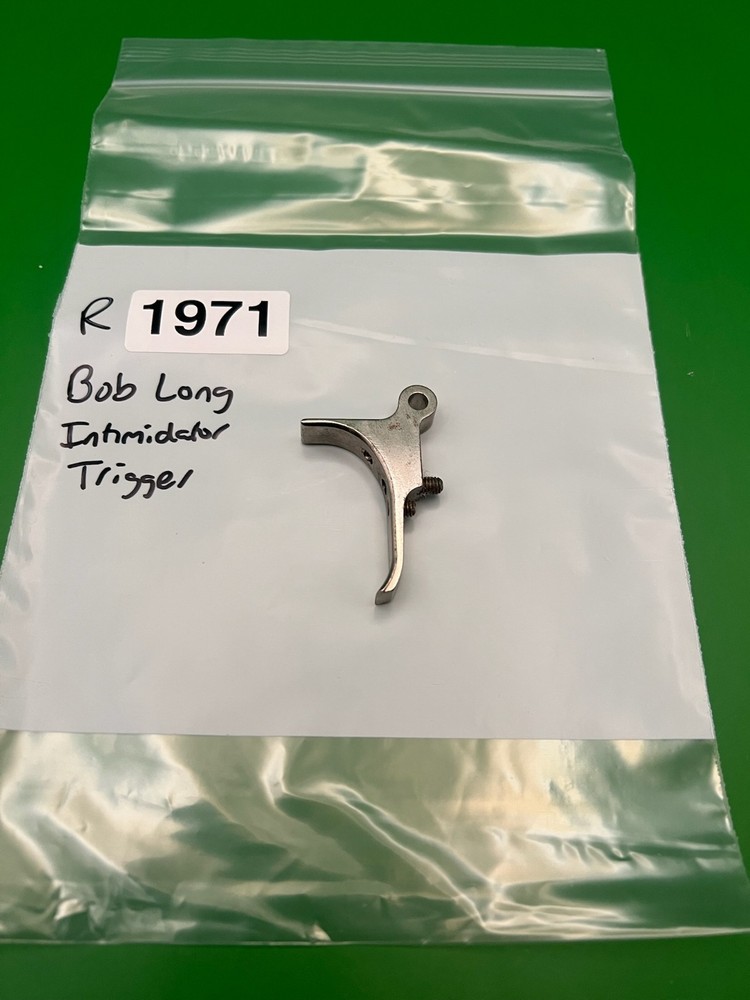 R 1971
Bob Long
Intimidator
Trigger